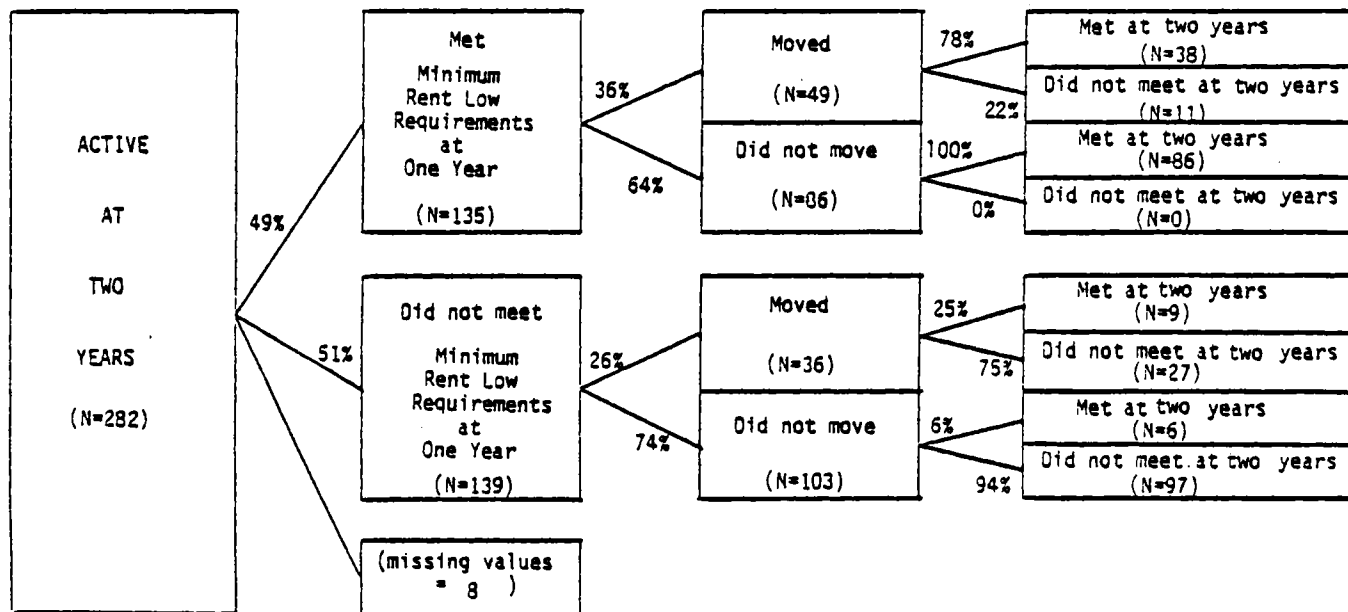 ACTIVE
AT
TWO
YEARS
(N=282)
49%
51%
Met
Minimum
Rent Low
Requirements
at
One Year
(N=135)
36%
64%
Moved
(N=49)
Did not move
(N=86)
78%
22%
100%
0%
Met at two years
(N=38)
Did not meet at two years
(N=11)
Met at two years
(N=86)
Did not meet at two years
(N=0)
Did not meet
Minimum
Rent Low
Requirements
at
One Year
(N=139)
26%
74%
Moved
(N=36)
Did not move
(N=103)
25%
75%
6%
94%
Met at two years
(N=9)
Did not meet at two years
(N=27)
Met at two years
(N=6)
Did not meet at two years
(N=97)
(missing values
= 8 )